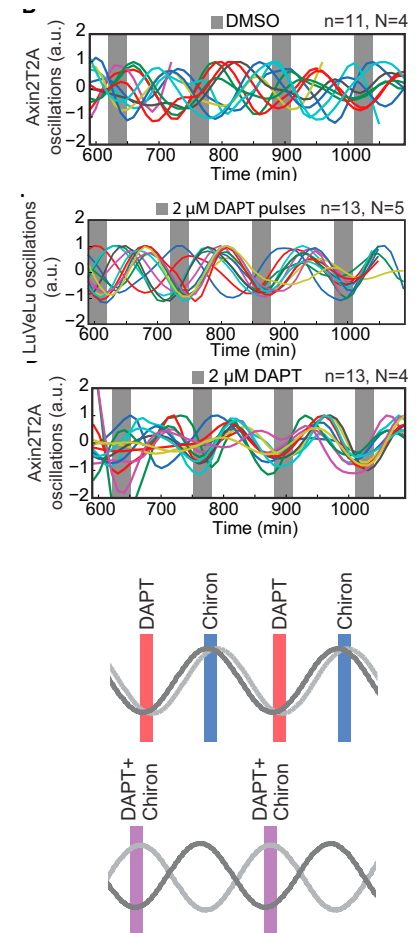 DMSO n=11, N=4
Axin2T2A
oscillations (a.u.)
2
1
0
−1
−2
600 700 800 900 1000
Time (min)
2 µM DAPT pulses n=13, N=5
LuVeLu oscillations
(a.u.)
2
1
0
−1
−2
600 700 800 900 1000
Time (min)
2 µM DAPT n=13, N=4
Axin2T2A
oscillations (a.u.)
2
1
0
−1
−2
600 700 800 900 1000
Time (min)
DAPT
Chiron
DAPT
Chiron
DAPT+
Chiron
DAPT+
Chiron